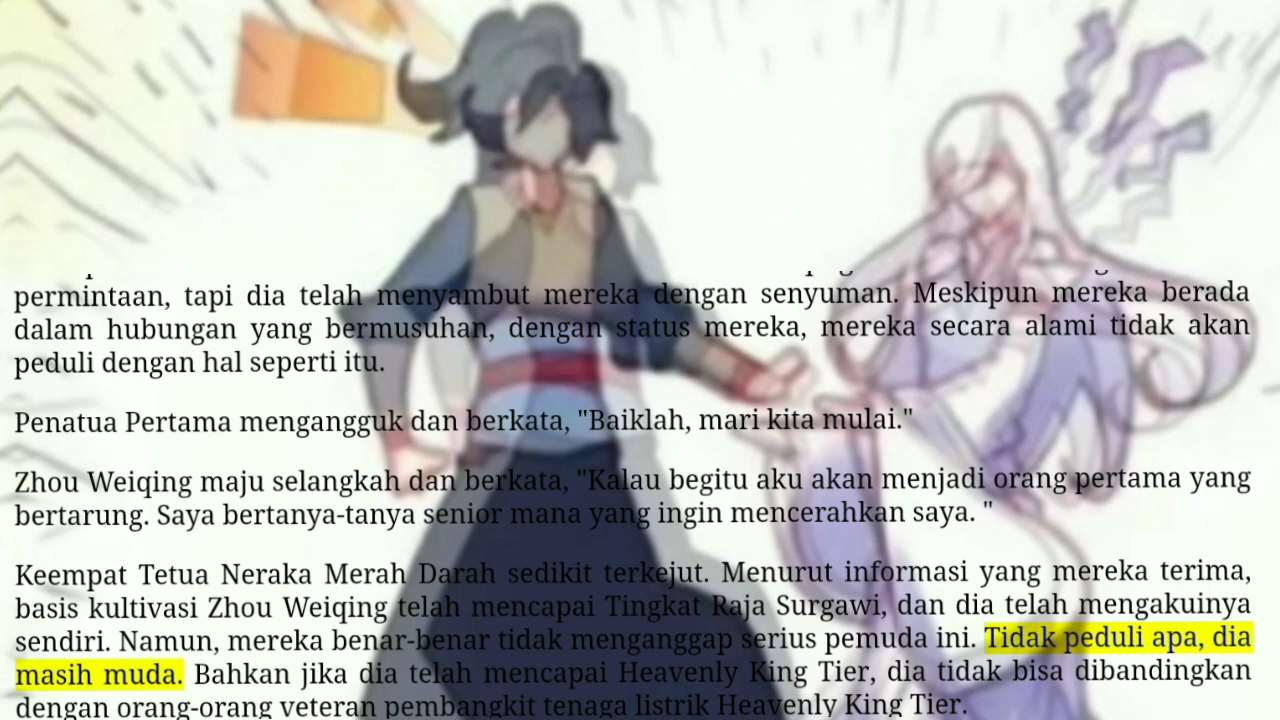 permintaan, tapi dia telah menyambut mereka dengan senyuman. Meskipun mereka berada
dalam hubungan yang bermusuhan, dengan status mereka, mereka secara alami tidak akan
peduli dengan hal seperti itu.
Penatua Pertama mengangguk dan berkata, "Baiklah, mari kita mulai."
Zhou Weiqing maju selangkah dan berkata, "Kalau begitu aku akan menjadi orang pertama yang
bertarung. Saya bertanya-tanya senior mana yang ingin mencerahkan saya. "
Keempat Tetua Neraka Merah Darah sedikit terkejut. Menurut informasi yang mereka terima,
basis kultivasi Zhou Weiqing telah mencapai Tingkat Raja Surgawi, dan dia telah mengakuinya
sendiri. Namun, mereka benar-benar tidak menganggap serius pemuda ini. Tidak peduli apa, dia
masih muda. Bahkan jika dia telah mencapai Heavenly King Tier, dia tidak bisa dibandingkan
dengan orang-orang veteran pembangkit tenaga listrik Heavenly King Tier.